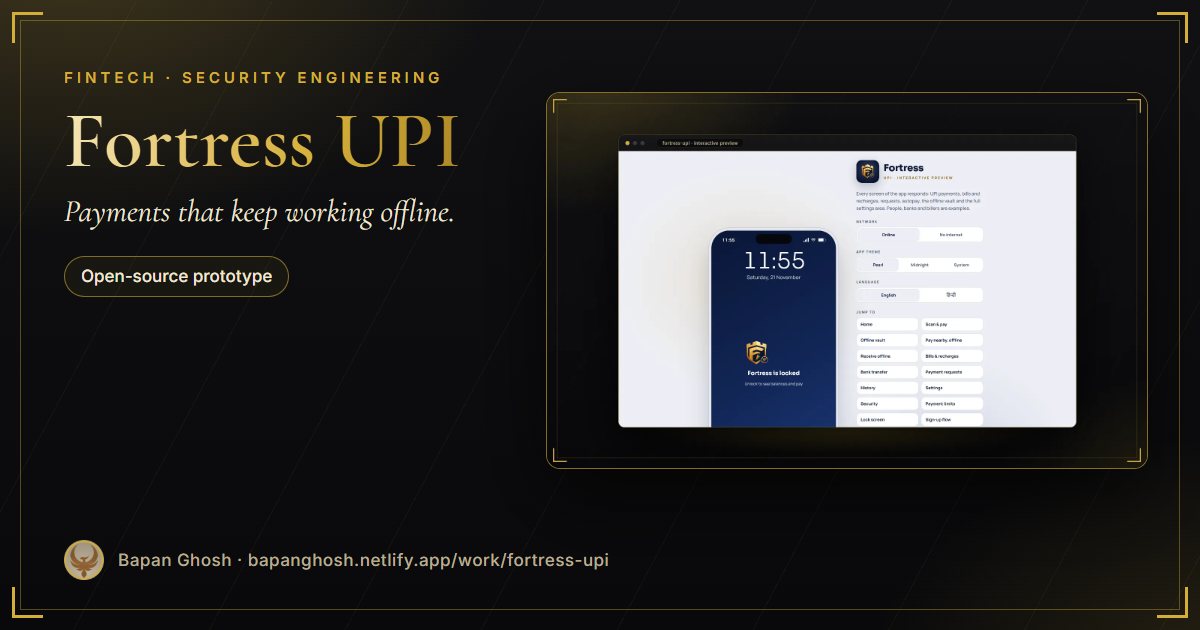 FINTECH · SECURITY ENGINEERING
Fortress UPI
Payments that keep working offline.
Open-source prototype
fortress-upi · interactive preview
Fortress
UPI · INTERACTIVE PREVIEW
Every screen of the app responds: UPI payments, bills and
recharges, requests, autopay, the offline vault and the full
settings area. People, banks and billers are examples.
NETWORK
Online
No internet
APP THEME
Pearl
Midnight
System
LANGUAGE
English
हिन्दी
JUMP TO
Home
Scan & pay
Offline vault
Pay nearby, offline
Receive offline
Bills & recharges
Bank transfer
Payment requests
History
Settings
Security
Payment limits
Lock screen
Sign-up flow
11:55
11:55
Saturday, 21 November
Fortress is locked
Unlock to see balances and pay
Bapan Ghosh · bapanghosh.netlify.app/work/fortress-upi